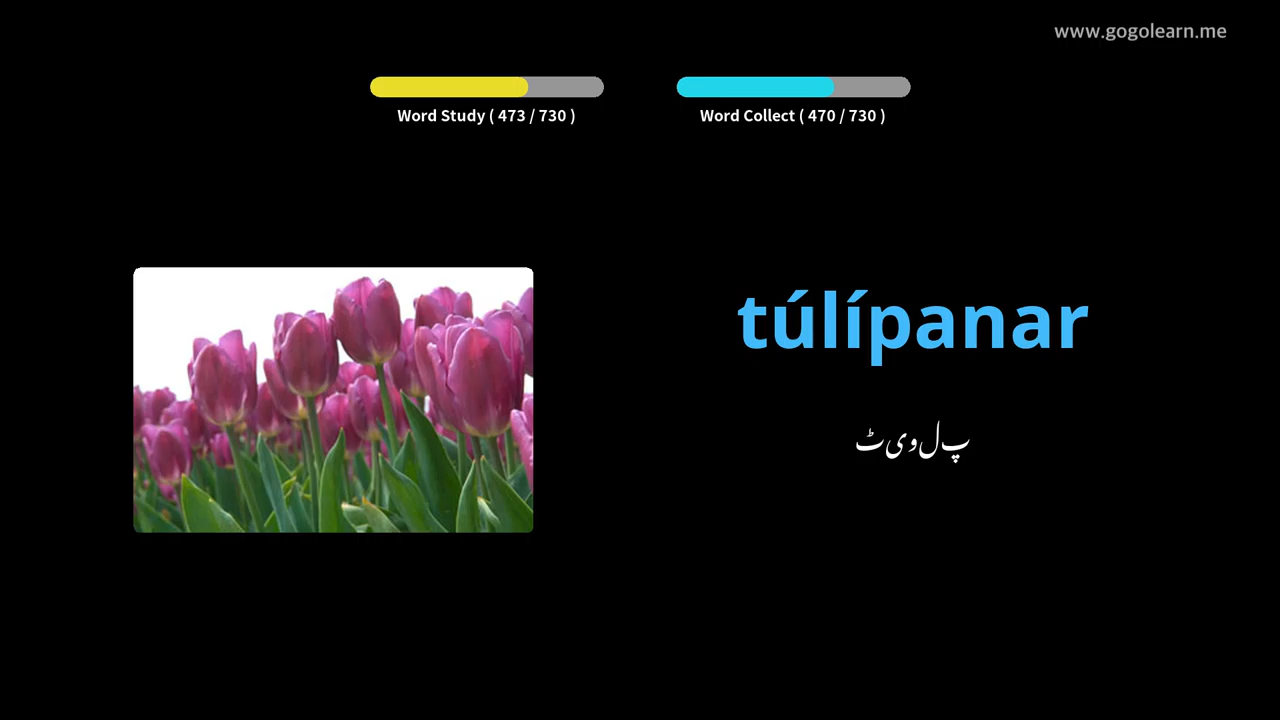 www.gogolearn.me
Word Study ( 473 / 730 )
Word Collect ( 470 / 730 )
túlípanar
پ ل و ی ٹ